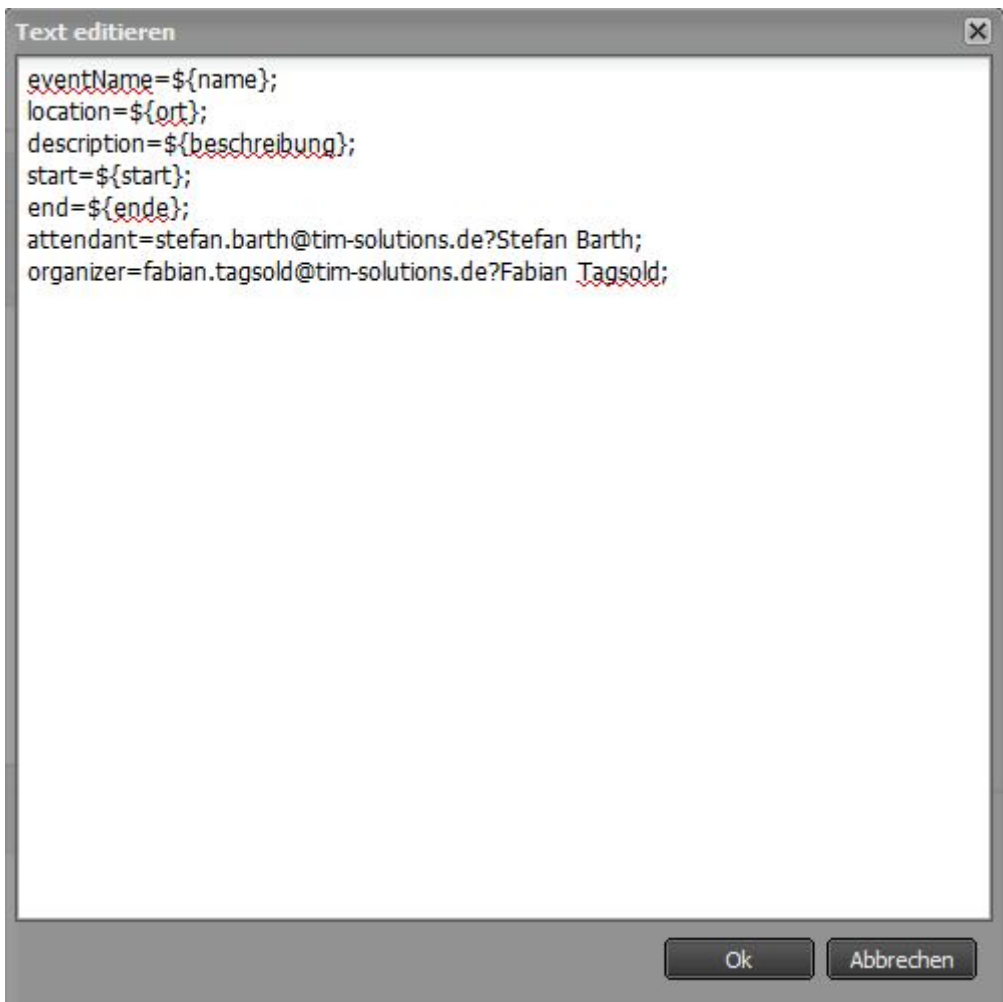 Text editieren
eventName=${name};
location=${ort};
description=${beschreibung};
start=${start};
end=${ende};
attendant=stefan.barth@tim-solutions.de?Stefan Barth;
organizer=fabian.tagsold@tim-solutions.de?Fabian Tagsold;
Ok Abbrechen